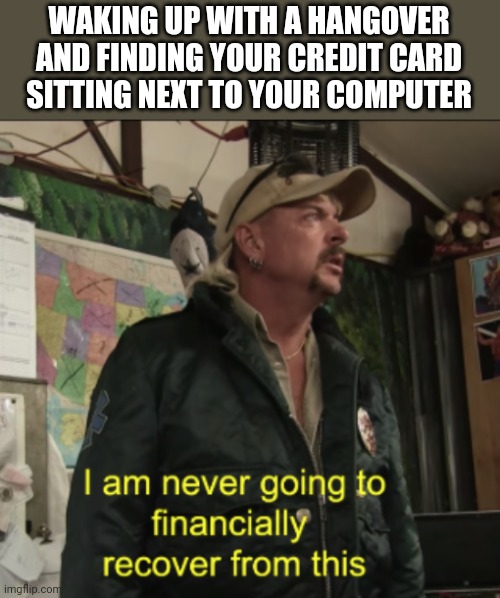 WAKING UP WITH A HANGOVER
AND FINDING YOUR CREDIT CARD
SITTING NEXT TO YOUR COMPUTER
I am never going to
financially
recover from this
imgflip.com